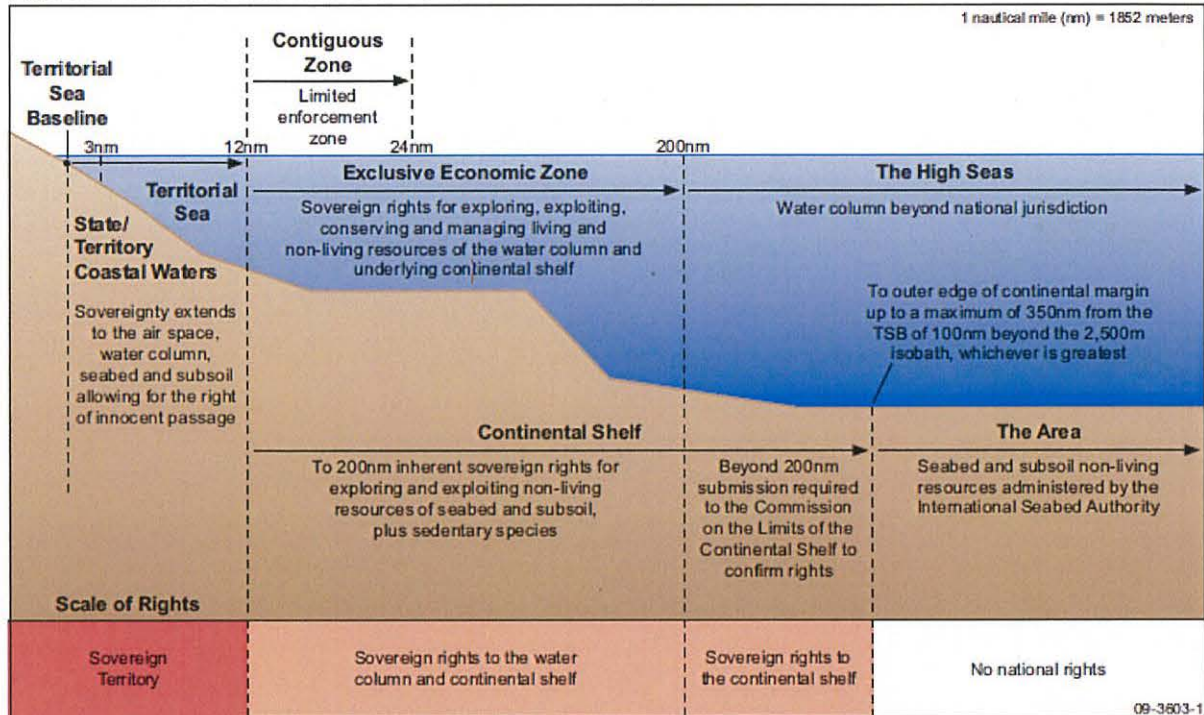 1 nautical mile (nm) = 1852 meters
Contiguous
Zone
Limited
enforcement
zone
Territorial
Sea
Baseline
3nm
12nm
24nm
200nm
Territorial
Sea
Exclusive Economic Zone
Sovereign rights for exploring, exploiting,
conserving and managing living and
non-living resources of the water column and
underlying continental shelf
The High Seas
Water column beyond national jurisdiction
State/
Territory
Coastal Waters
Sovereignty extends
to the air space,
water column,
seabed and subsoil
allowing for the right
of innocent passage
To outer edge of continental margin
up to a maximum of 350nm from the
TSB of 100nm beyond the 2,500m
isobath, whichever is greatest
Continental Shelf
To 200nm inherent sovereign rights for
exploring and exploiting non-living
resources of seabed and subsoil,
plus sedentary species
Beyond 200nm
submission required
to the Commission
on the Limits of the
Continental Shelf to
confirm rights
The Area
Seabed and subsoil non-living
resources administered by the
International Seabed Authority
Scale of Rights
Sovereign
Territory
Sovereign rights to the water
column and continental shelf
Sovereign rights to
the continental shelf
No national rights
09-3603-1